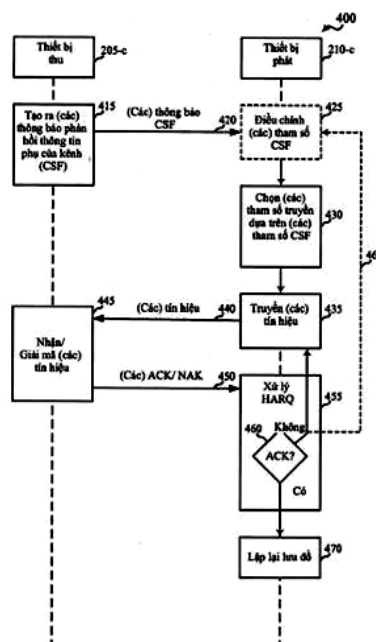 400
Thiết bị
thu
205-c
Thiết bị
phát
210-c
415
Tạo ra (các)
thông báo phản
hồi thông tin
phụ của kênh
(CSF)
(Các) thông báo
CSF
420
425
Điều chỉnh
(các) tham số
CSF
Chọn (các)
tham số truyền
dựa trên (các)
tham số CSF
430
445
Nhận/
Giải mã (các)
tín hiệu
(Các) tín hiệu
440
Truyền (các)
tín hiệu
435
(Các) ACK/ NAK
450
Xử lý
HARQ
455
Không
460
ACK?
Có
Lặp lại lưu đồ
470